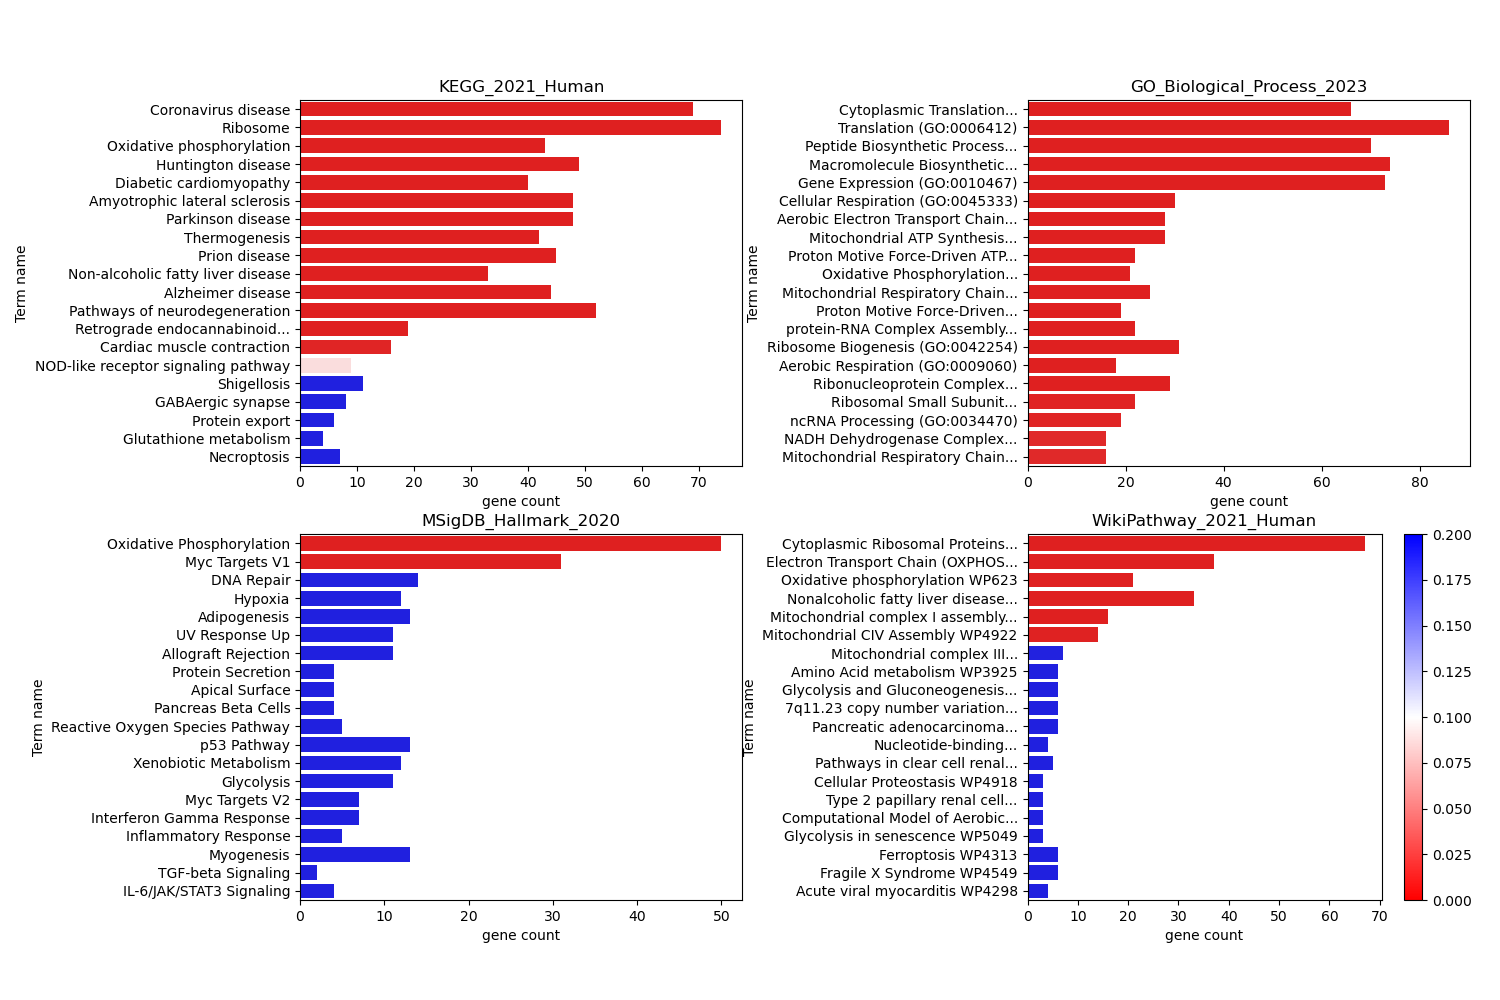 KEGG_2021_Human
Term name
Coronavirus disease
Ribosome
Oxidative phosphorylation
Huntington disease
Diabetic cardiomyopathy
Amyotrophic lateral sclerosis
Parkinson disease
Thermogenesis
Prion disease
Non-alcoholic fatty liver disease
Alzheimer disease
Pathways of neurodegeneration
Retrograde endocannabinoid...
Cardiac muscle contraction
NOD-like receptor signaling pathway
Shigellosis
GABAergic synapse
Protein export
Glutathione metabolism
Necroptosis
0 10 20 30 40 50 60 70
gene count
GO_Biological_Process_2023
Term name
Cytoplasmic Translation...
Translation (GO:0006412)
Peptide Biosynthetic Process...
Macromolecule Biosynthetic...
Gene Expression (GO:0010467)
Cellular Respiration (GO:0045333)
Aerobic Electron Transport Chain...
Mitochondrial ATP Synthesis...
Proton Motive Force-Driven ATP...
Oxidative Phosphorylation...
Mitochondrial Respiratory Chain...
Proton Motive Force-Driven...
protein-RNA Complex Assembly...
Ribosome Biogenesis (GO:0042254)
Aerobic Respiration (GO:0009060)
Ribonucleoprotein Complex...
Ribosomal Small Subunit...
ncRNA Processing (GO:0034470)
NADH Dehydrogenase Complex...
Mitochondrial Respiratory Chain...
0 20 40 60 80
gene count
MSigDB_Hallmark_2020
Term name
Oxidative Phosphorylation
Myc Targets V1
DNA Repair
Hypoxia
Adipogenesis
UV Response Up
Allograft Rejection
Protein Secretion
Apical Surface
Pancreas Beta Cells
Reactive Oxygen Species Pathway
p53 Pathway
Xenobiotic Metabolism
Glycolysis
Myc Targets V2
Interferon Gamma Response
Inflammatory Response
Myogenesis
TGF-beta Signaling
IL-6/JAK/STAT3 Signaling
0 10 20 30 40 50
gene count
WikiPathway_2021_Human
Term name
Cytoplasmic Ribosomal Proteins...
Electron Transport Chain (OXPHOS...
Oxidative phosphorylation WP623
Nonalcoholic fatty liver disease...
Mitochondrial complex I assembly...
Mitochondrial CIV Assembly WP4922
Mitochondrial complex III...
Amino Acid metabolism WP3925
Glycolysis and Gluconeogenesis...
7q11.23 copy number variation...
Pancreatic adenocarcinoma...
Nucleotide-binding...
Pathways in clear cell renal...
Cellular Proteostasis WP4918
Type 2 papillary renal cell...
Computational Model of Aerobic...
Glycolysis in senescence WP5049
Ferroptosis WP4313
Fragile X Syndrome WP4549
Acute viral myocarditis WP4298
0 10 20 30 40 50 60 70
gene count
0.200
0.175
0.150
0.125
0.100
0.075
0.050
0.025
0.000